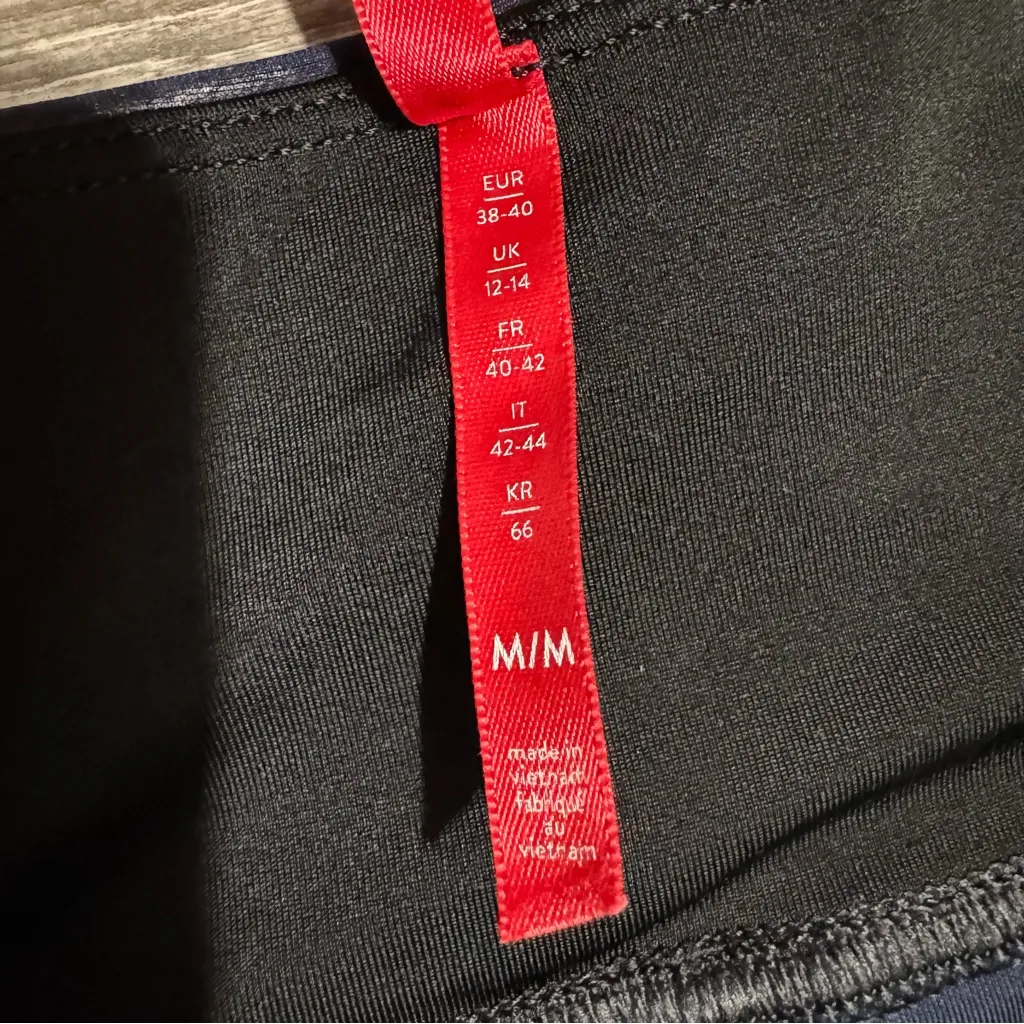 EUR
38-40
UK
12-14
FR
40-42
IT
42-44
KR
66
M/M
made in
vietnam
fabriqué
au
vietnam